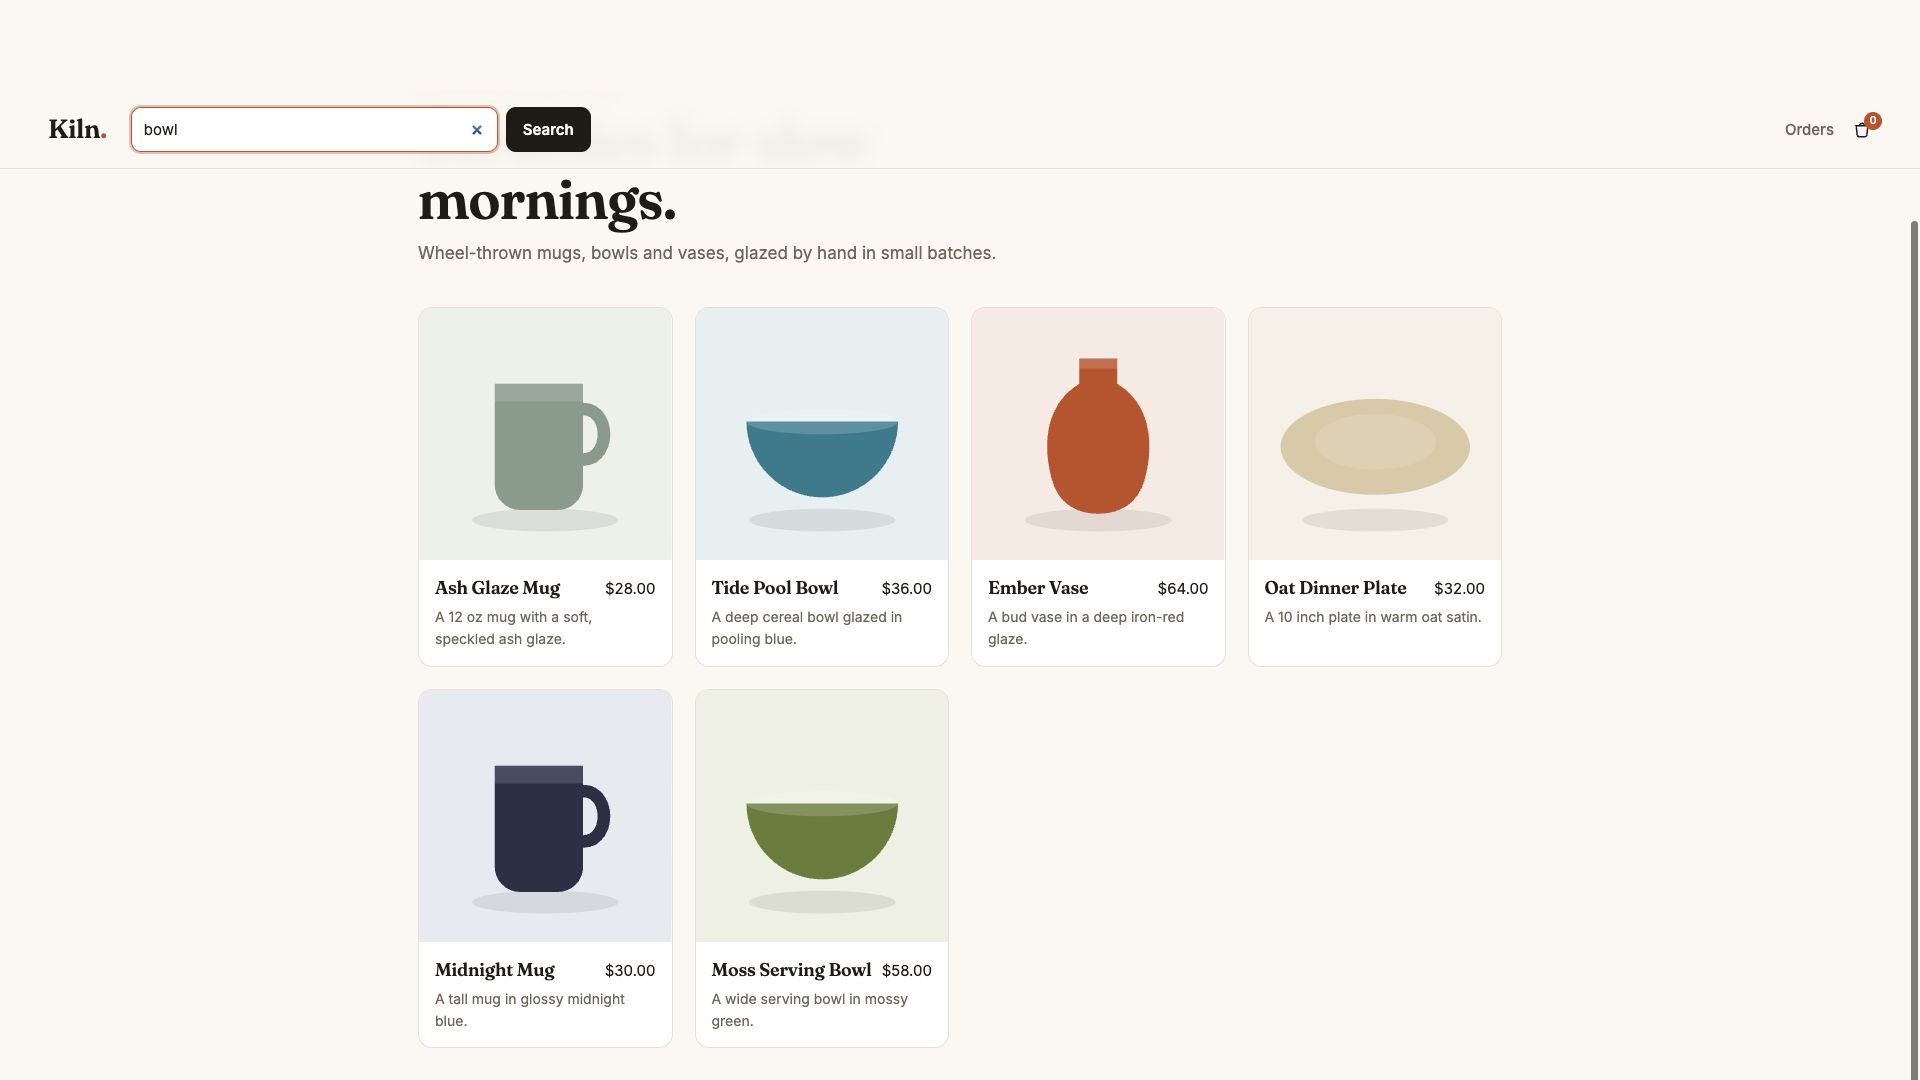 Kiln.
bowl
Search
Orders
0
mornings.
Wheel-thrown mugs, bowls and vases, glazed by hand in small batches.
Ash Glaze Mug $28.00
A 12 oz mug with a soft,
speckled ash glaze.
Tide Pool Bowl $36.00
A deep cereal bowl glazed in
pooling blue.
Ember Vase $64.00
A bud vase in a deep iron-red
glaze.
Oat Dinner Plate $32.00
A 10 inch plate in warm oat satin.
Midnight Mug $30.00
A tall mug in glossy midnight
blue.
Moss Serving Bowl $58.00
A wide serving bowl in mossy
green.